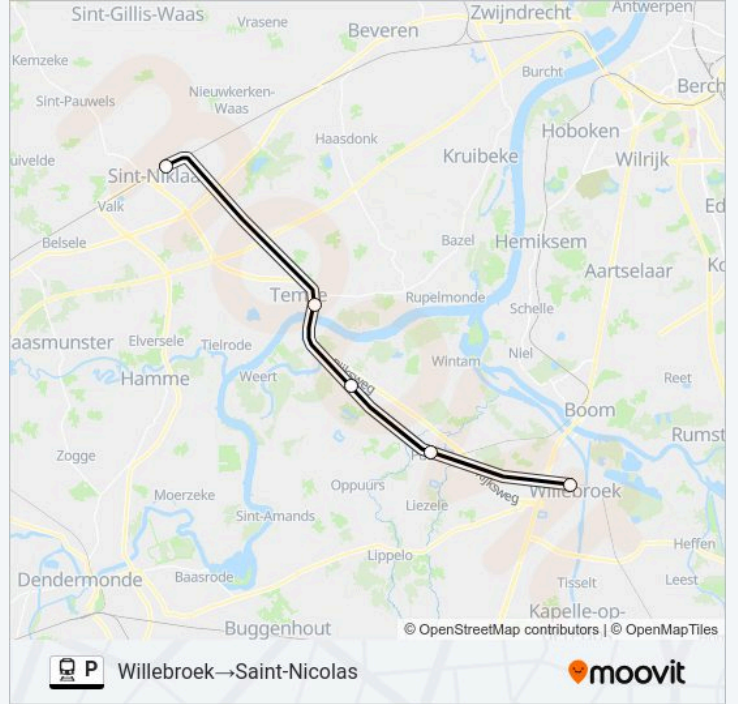 Sint-Gillis-Waas
Vrasene
Zwijndrecht
Antwerpen
Beveren
Kemzeke
Burcht
Berch
Sint-Pauwels
Nieuwkerken-
Waas
Haasdonk
Hoboken
Kruibeke
Wilrijk
uivelde
Sint-Niklaa
Valk
Ed
Belsele
Bazel
Hemiksem
Aartselaar
Ko
Rupelmonde
Schelle
aasmunster
Elversele
Tielrode
Niel
Wintam
Weert
Hamme
Reet
Boom
Rumst
Zogge
Oppuurs
Willebroek
Moerzeke
Liezele
Sint-Amands
Heffen
Lippelo
Dendermonde
Baasrode
Tisselt
Leest
Kapelle-op-
Buggenhout
© OpenStreetMap contributors | © OpenMapTiles
P
Willebroek→Saint-Nicolas
moovit